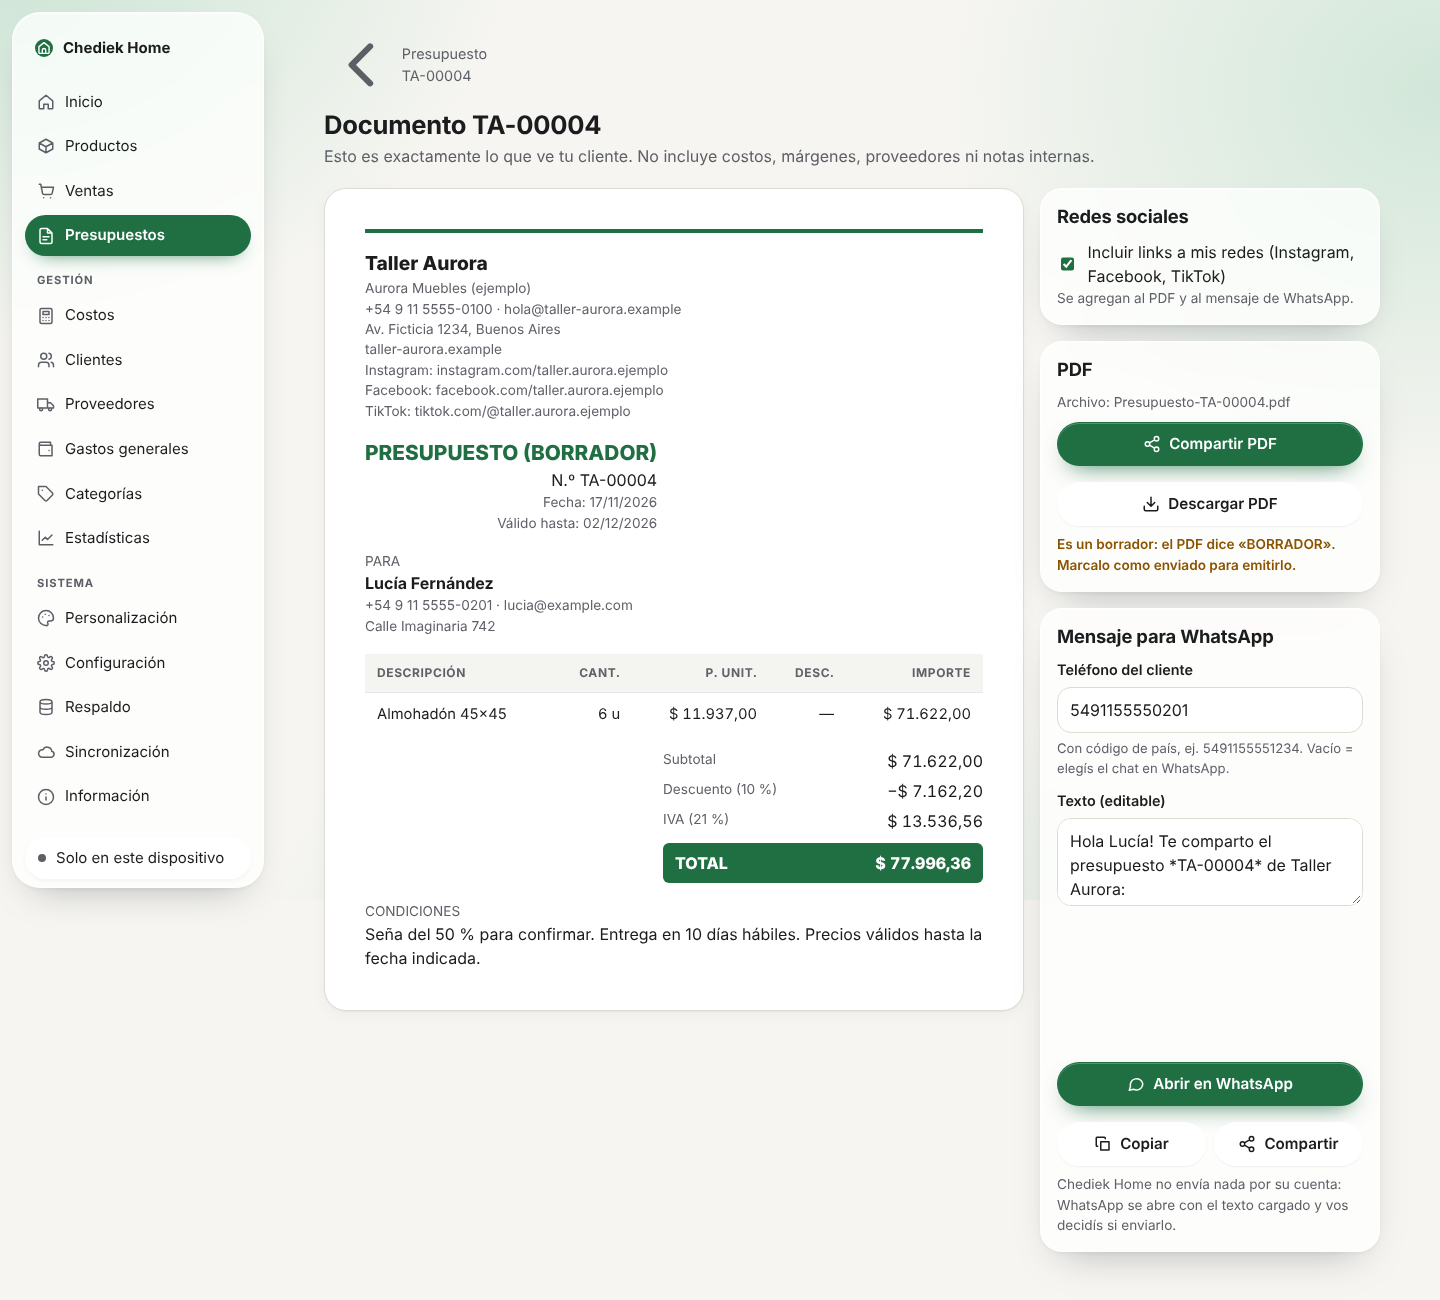 Chediek Home
Inicio
Productos
Ventas
Presupuestos
GESTIÓN
Costos
Clientes
Proveedores
Gastos generales
Categorías
Estadísticas
SISTEMA
Personalización
Configuración
Respaldo
Sincronización
Información
Solo en este dispositivo
Presupuesto
TA-00004
Documento TA-00004
Esto es exactamente lo que ve tu cliente. No incluye costos, márgenes, proveedores ni notas internas.
Taller Aurora
Aurora Muebles (ejemplo)
+54 9 11 5555-0100 · hola@taller-aurora.example
Av. Ficticia 1234, Buenos Aires
taller-aurora.example
Instagram: instagram.com/taller.aurora.ejemplo
Facebook: facebook.com/taller.aurora.ejemplo
TikTok: tiktok.com/@taller.aurora.ejemplo
PRESUPUESTO (BORRADOR)
N.º TA-00004
Fecha: 17/11/2026
Válido hasta: 02/12/2026
PARA
Lucía Fernández
+54 9 11 5555-0201 · lucia@example.com
Calle Imaginaria 742
DESCRIPCIÓN CANT. P. UNIT. DESC. IMPORTE
Almohadón 45×45 6 u $ 11.937,00 — $ 71.622,00
Subtotal $ 71.622,00
Descuento (10 %) −$ 7.162,20
IVA (21 %) $ 13.536,56
TOTAL $ 77.996,36
CONDICIONES
Seña del 50 % para confirmar. Entrega en 10 días hábiles. Precios válidos hasta la
fecha indicada.
Redes sociales
Incluir links a mis redes (Instagram,
Facebook, TikTok)
Se agregan al PDF y al mensaje de WhatsApp.
PDF
Archivo: Presupuesto-TA-00004.pdf
Compartir PDF
Descargar PDF
Es un borrador: el PDF dice «BORRADOR».
Marcalo como enviado para emitirlo.
Mensaje para WhatsApp
Teléfono del cliente
5491155550201
Con código de país, ej. 5491155551234. Vacío =
elegís el chat en WhatsApp.
Texto (editable)
Hola Lucía! Te comparto el
presupuesto *TA-00004* de Taller
Aurora:
Abrir en WhatsApp
Copiar
Compartir
Chediek Home no envía nada por su cuenta:
WhatsApp se abre con el texto cargado y vos
decidís si enviarlo.